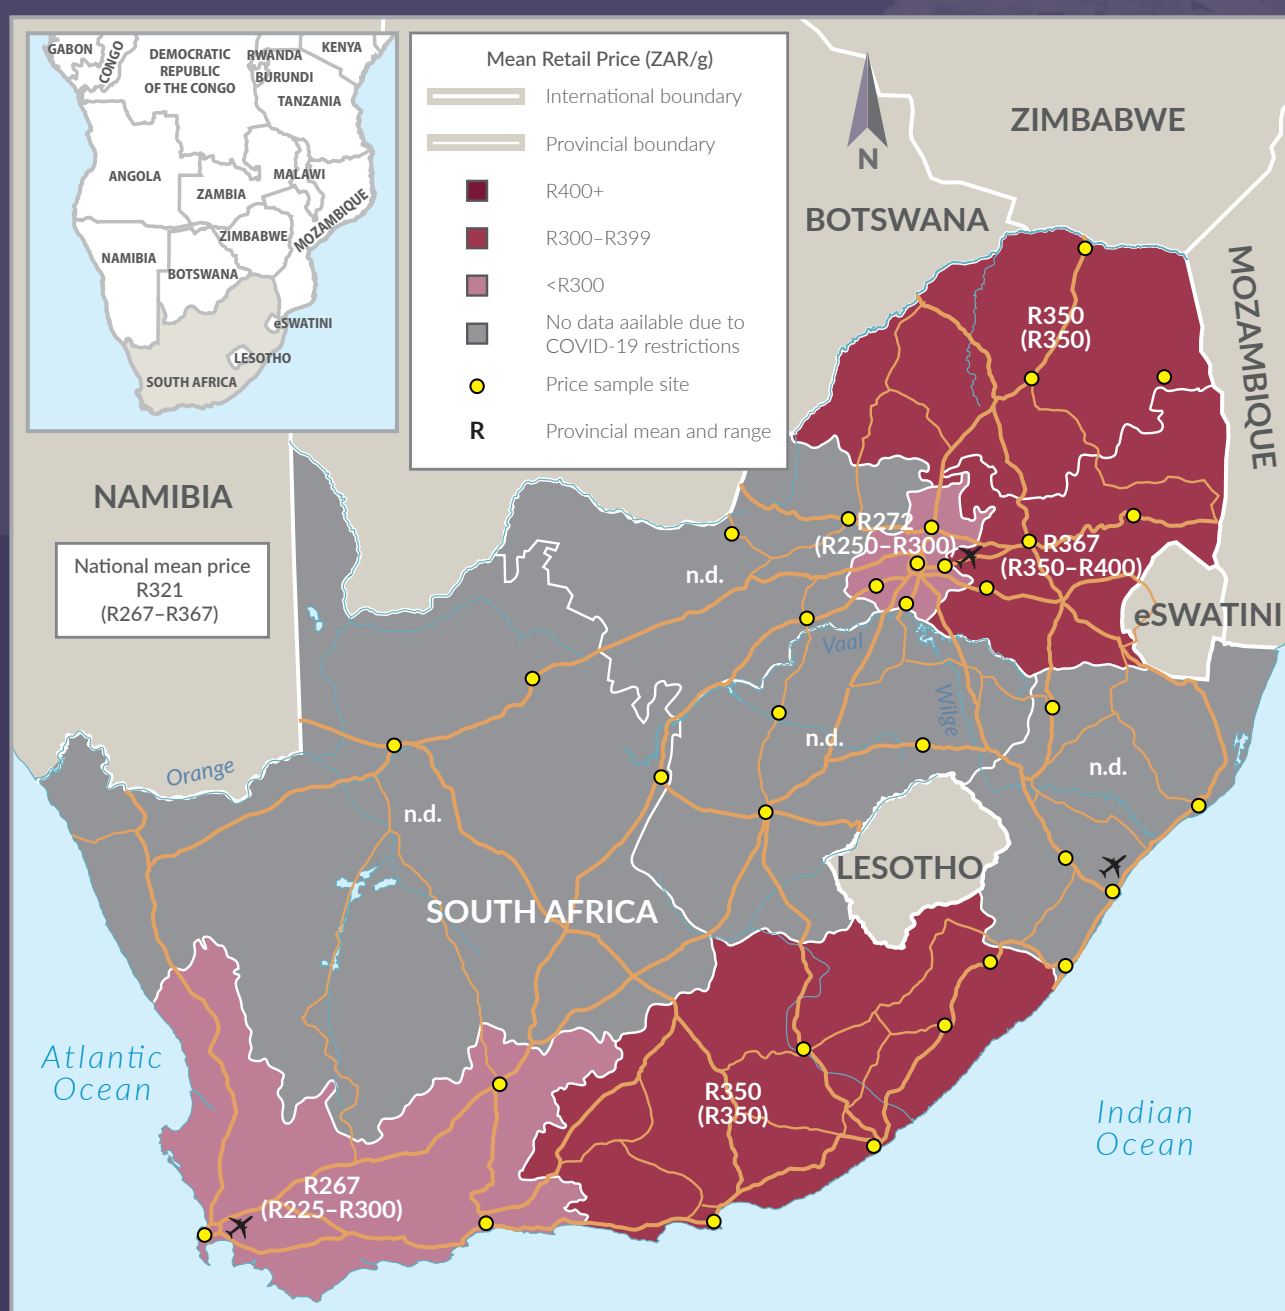 GABON
CONGO
DEMOCRATIC
REPUBLIC
OF THE CONGO
RWANDA
BURUNDI
KENYA
TANZANIA
ANGOLA
ZAMBIA
MALAWI
MOZAMBIQUE
ZIMBABWE
NAMIBIA
BOTSWANA
eSWATINI
LESOTHO
SOUTH AFRICA
Mean Retail Price (ZAR/g)
International boundary
Provincial boundary
R400+
R300–R399
<R300
No data aailable due to
COVID-19 restrictions
Price sample site
R Provincial mean and range
N
ZIMBABWE
BOTSWANA
MOZAMBIQUE
NAMIBIA
National mean price
R321
(R267–R367)
R350
(R350)
R272
(R250–R300)
R367
(R350–R400)
n.d.
eSWATINI
Vaal
Wilge
n.d.
n.d.
Orange
n.d.
LESOTHO
SOUTH AFRICA
Atlantic
Ocean
R350
(R350)
Indian
Ocean
R267
(R225–R300)